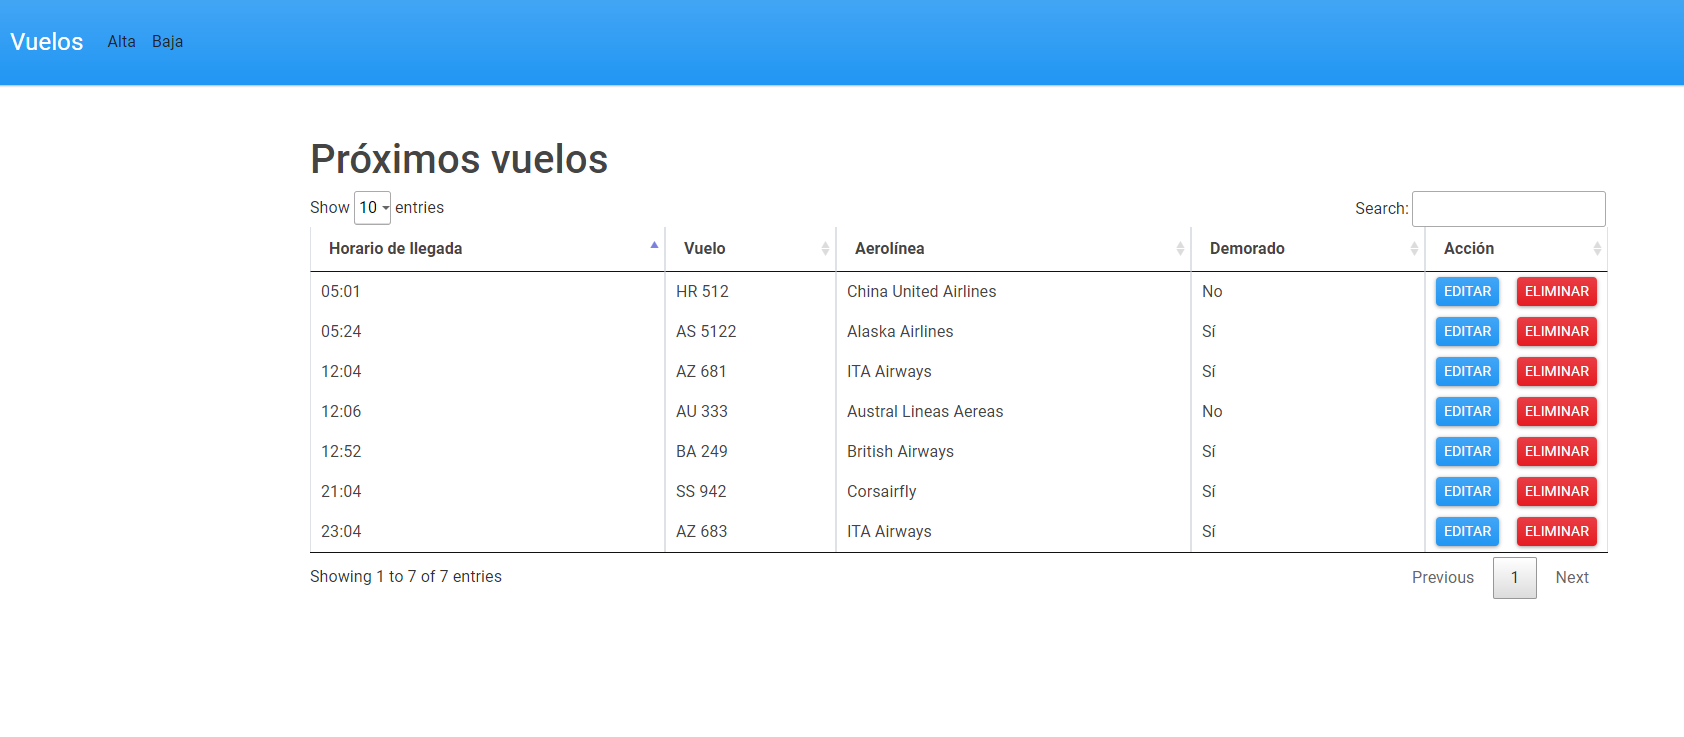 Vuelos Alta Baja
Próximos vuelos
Show 10 entries Search:
Horario de llegada Vuelo Aerolínea Demorado Acción
05:01 HR 512 China United Airlines No EDITAR ELIMINAR
05:24 AS 5122 Alaska Airlines Sí EDITAR ELIMINAR
12:04 AZ 681 ITA Airways Sí EDITAR ELIMINAR
12:06 AU 333 Austral Lineas Aereas No EDITAR ELIMINAR
12:52 BA 249 British Airways Sí EDITAR ELIMINAR
21:04 SS 942 Corsairfly Sí EDITAR ELIMINAR
23:04 AZ 683 ITA Airways Sí EDITAR ELIMINAR
Showing 1 to 7 of 7 entries Previous 1 Next